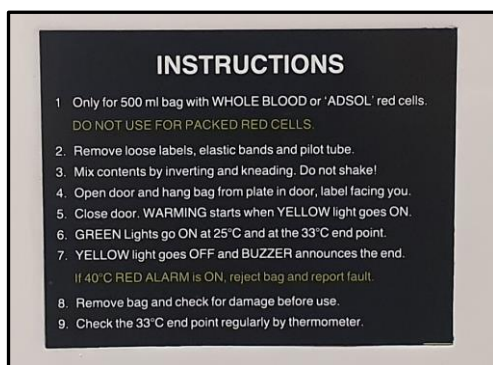 INSTRUCTIONS
1 Only for 500 ml bag with WHOLE BLOOD or 'ADSOL' red cells.
DO NOT USE FOR PACKED RED CELLS.
2. Remove loose labels, elastic bands and pilot tube.
3. Mix contents by inverting and kneading. Do not shake!
4. Open door and hang bag from plate in door, label facing you.
5. Close door. WARMING starts when YELLOW light goes ON.
6. GREEN Lights go ON at 25°C and at the 33°C end point.
7. YELLOW light goes OFF and BUZZER announces the end.
If 40°C RED ALARM is ON, reject bag and report fault.
8. Remove bag and check for damage before use.
9. Check the 33°C end point regularly by thermometer.